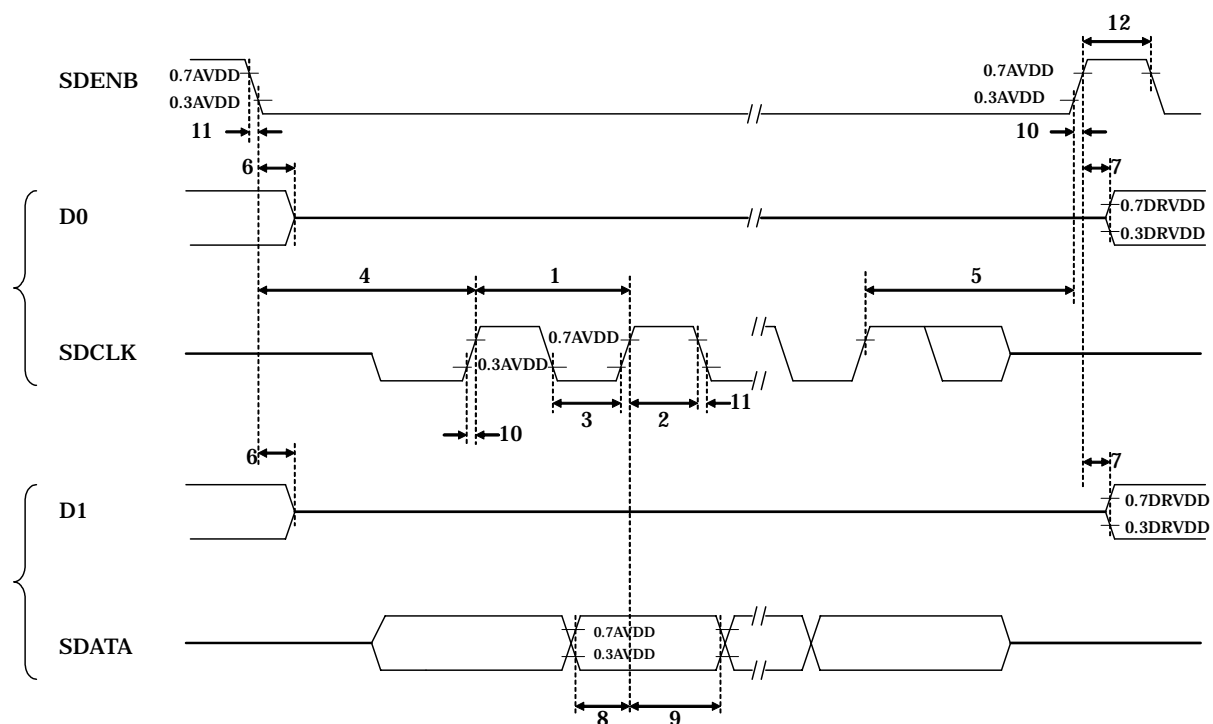 12
SDENB
0.7AVDD
0.3AVDD
0.7AVDD
0.3AVDD
11
10
6
7
D0
0.7DRVDD
0.3DRVDD
4
1
5
SDCLK
0.7AVDD
0.3AVDD
3
2
11
10
6
7
D1
0.7DRVDD
0.3DRVDD
SDATA
0.7AVDD
0.3AVDD
8
9